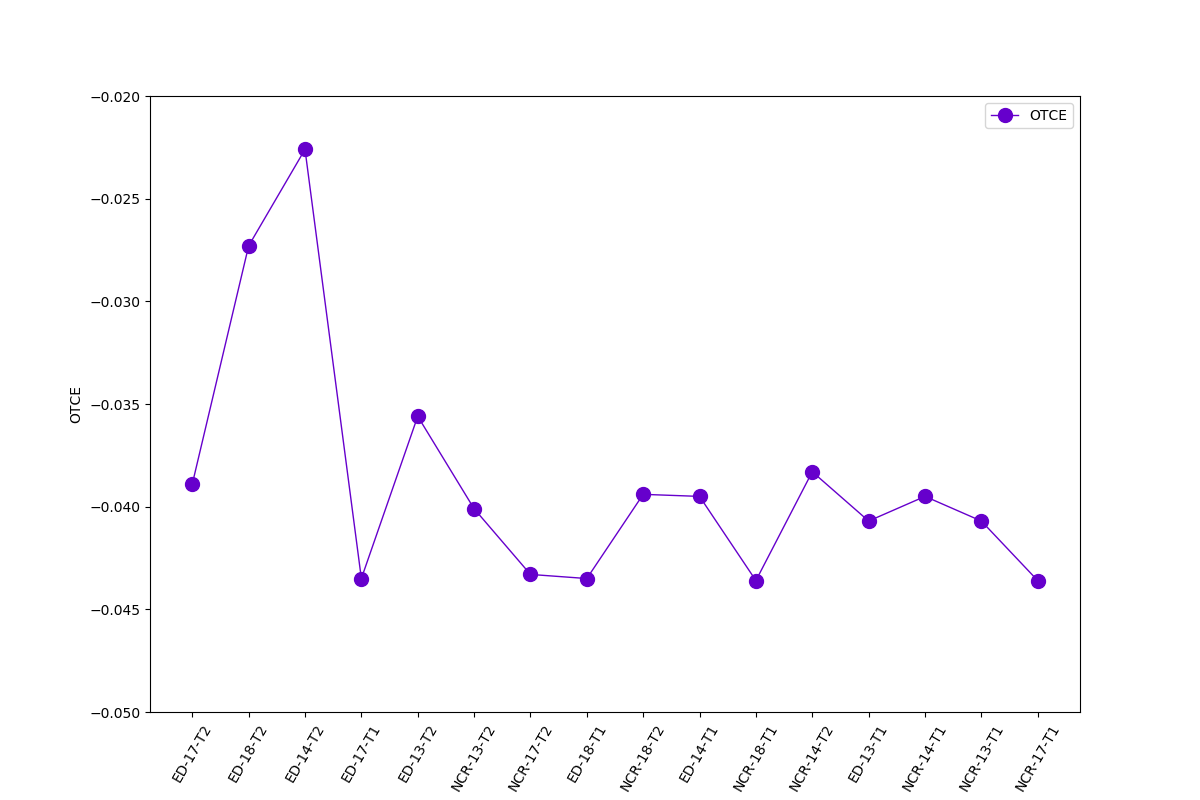 OTCE
−0.020
−0.025
−0.030
−0.035
−0.040
−0.045
−0.050
OTCE
ED-17-T2
ED-18-T2
ED-14-T2
ED-17-T1
ED-13-T2
NCR-13-T2
NCR-17-T2
ED-18-T1
NCR-18-T2
ED-14-T1
NCR-18-T1
NCR-14-T2
ED-13-T1
NCR-14-T1
NCR-13-T1
NCR-17-T1